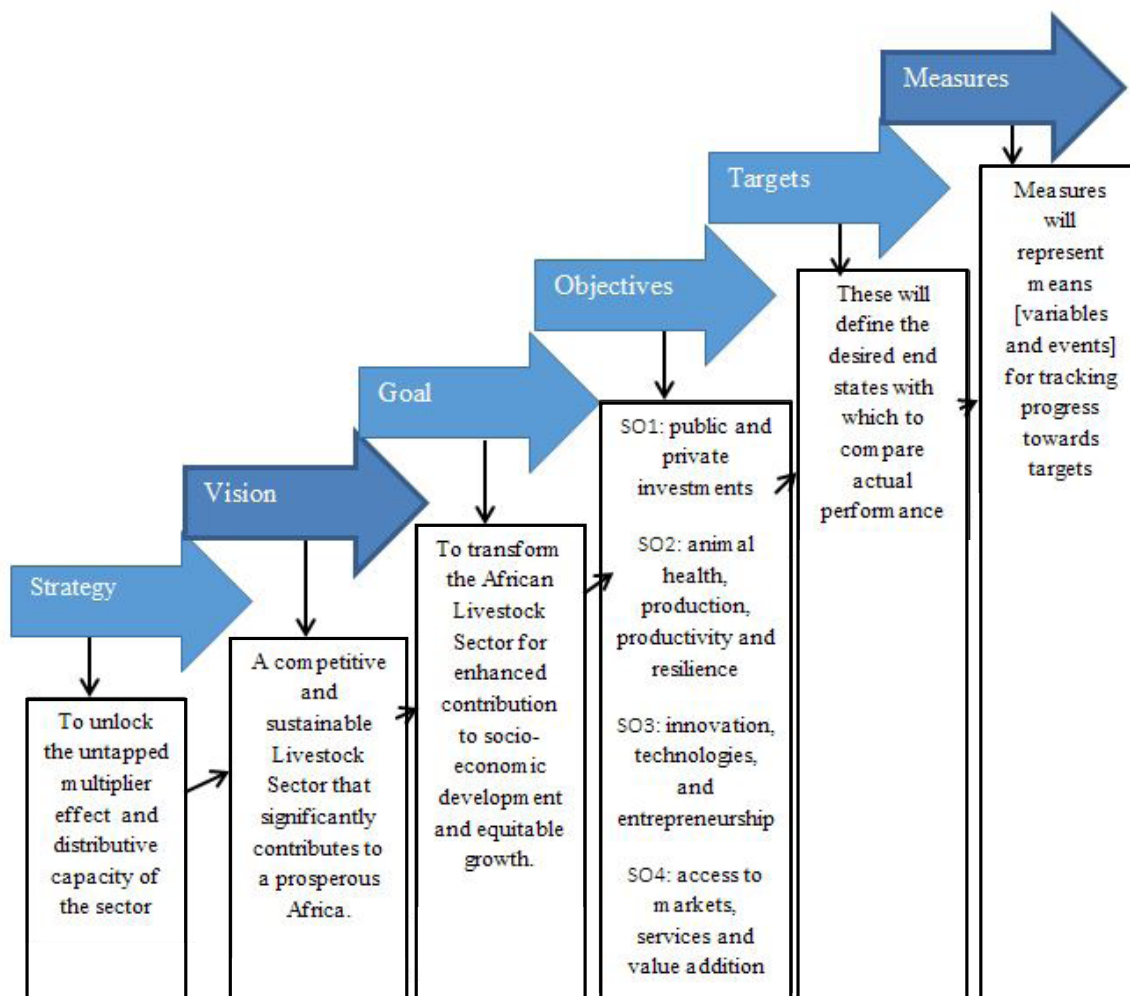 Strategy
To unlock
the untapped
multiplier
effect and
distributive
capacity of
the sector
Vision
A competitive
and
sustainable
Livestock
Sector that
significantly
contributes to
a prosperous
Africa.
Goal
To transform
the African
Livestock
Sector for
enhanced
contribution
to socio-
economic
development
and equitable
growth.
Objectives
SO1: public and
private
investments
SO2: animal
health,
production,
productivity and
resilience
SO3: innovation,
technologies,
and
entrepreneurship
SO4: access to
markets,
services and
value addition
Targets
These will
define the
desired end
states with
which to
compare
actual
performance
Measures
Measures
will
represent
means
[variables
and events]
for tracking
progress
towards
targets